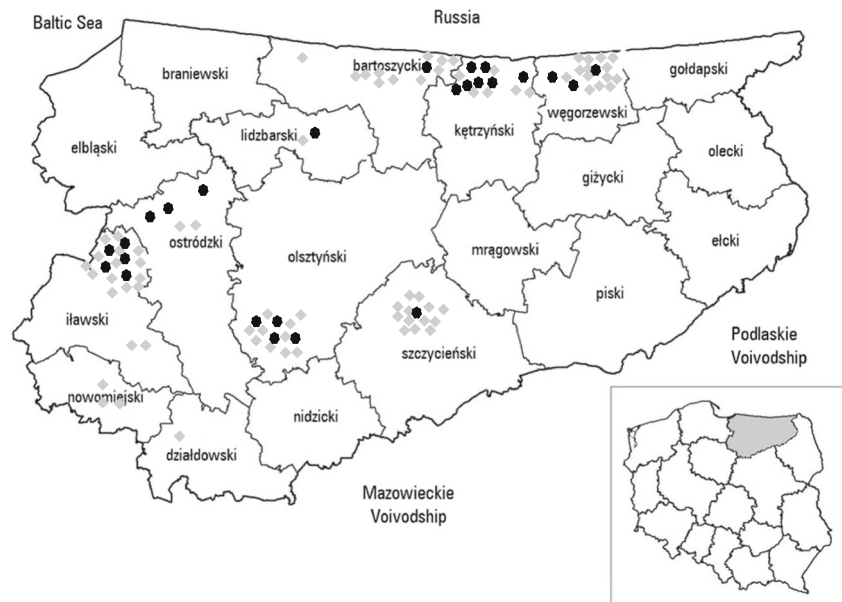 Baltic Sea
Russia
braniewski
bartoszycki
gołdapski
węgorzewski
elbląski
lidzbarski
kętrzyński
olecki
giżycki
ostródzki
olsztyński
mrągowski
ełcki
piski
iławski
szczycieński
Podlaskie
Voivodship
nowomiejski
nidzicki
działdowski
Mazowieckie
Voivodship